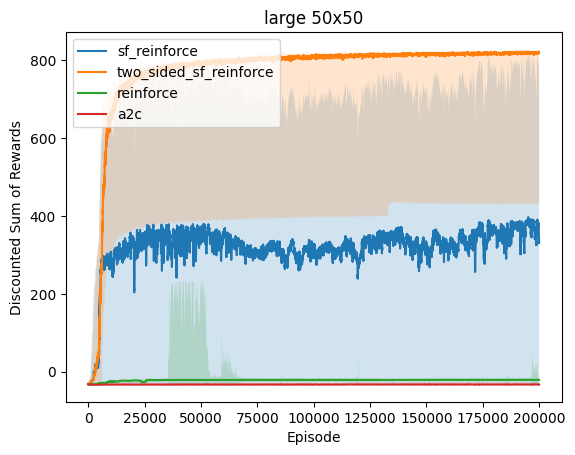 large 50x50
sf_reinforce
two_sided_sf_reinforce
reinforce
a2c
Discounted Sum of Rewards
800
600
400
200
0
0 25000 50000 75000 100000 125000 150000 175000 200000
Episode